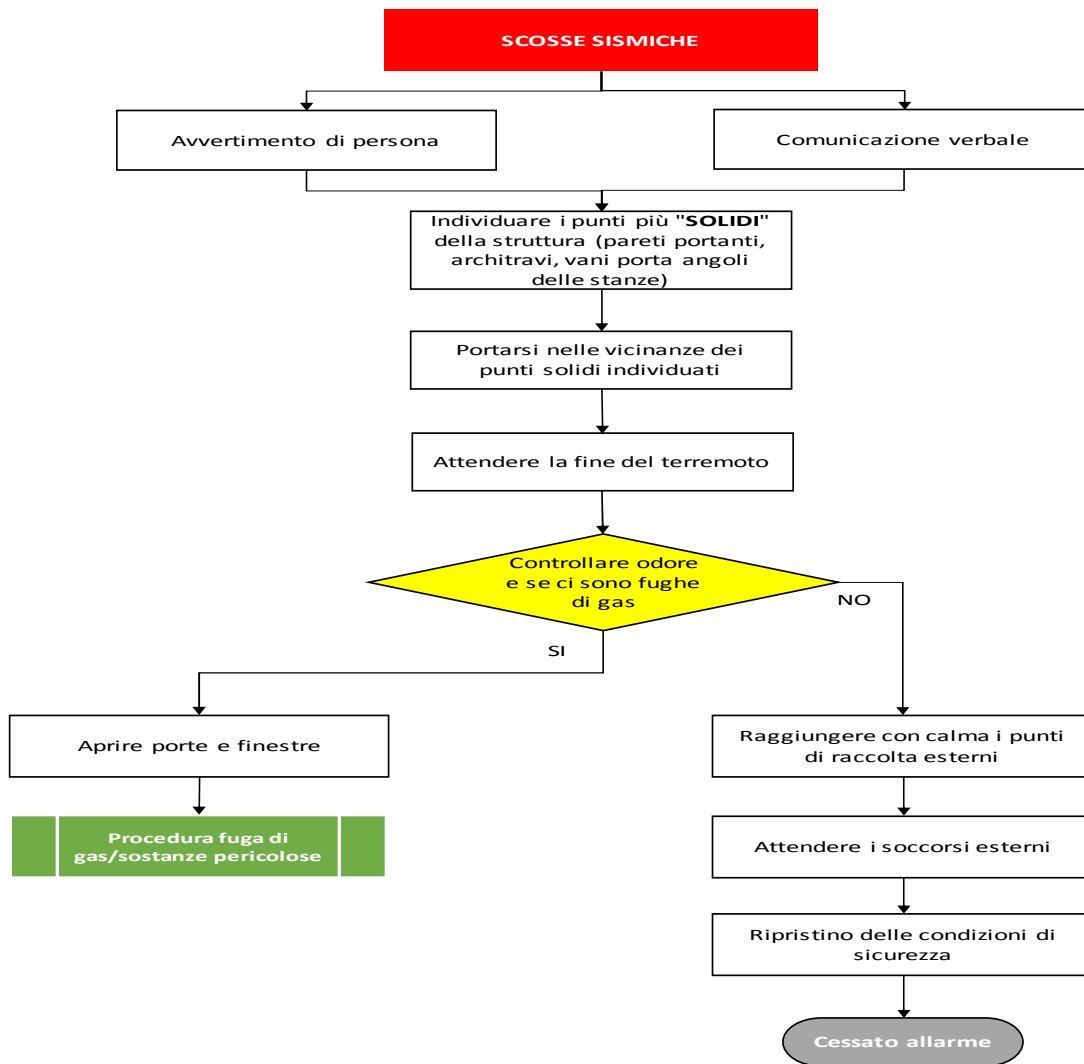 SCOSSE SISMICHE
Avvertimento di persona
Comunicazione verbale
Individuare i punti più "SOLIDI"
della struttura (pareti portanti,
architravi, vani porta angoli
delle stanze)
Portarsi nelle vicinanze dei
punti solidi individuati
Attendere la fine del terremoto
Controllare odore
e se ci sono fughe
di gas
NO
SI
Aprire porte e finestre
Raggiungere con calma i punti
di raccolta esterni
Procedura fuga di
gas/sostanze pericolose
Attendere i soccorsi esterni
Ripristino delle condizioni di
sicurezza
Cessato allarme